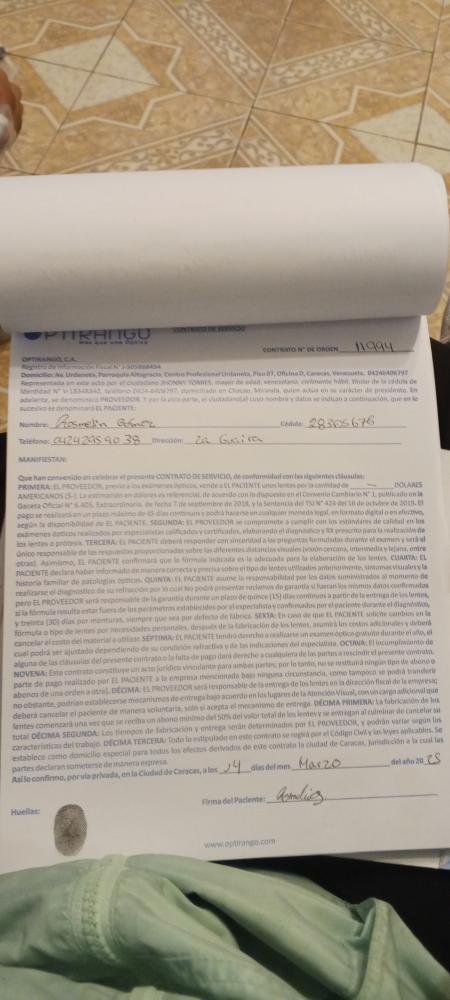 OPTIRANGO
Más que una óptica
CONTRATO DE SERVICIO
CONTRATO Nº DE ORDEN 11994
OPTIRANGO, C.A.
Registro de Información Fiscal N°J-505898454
Domicilio: Av. Urdaneta, Parroquia Altagracia, Centro Profesional Urdaneta, Piso 07, Oficina D, Caracas, Venezuela. 04246406797
Representada en este acto por el ciudadano JHONNY TORRES, mayor de edad, venezolano, civilmente hábil, titular de la cédula de
Identidad N° V-18348342, teléfono 0424-6406797, domiciliado en Chacao, Miranda, quien actúa en su carácter de presidente. En
adelante, se denominará PROVEEDOR. Y por la otra parte, el ciudadano(a) cuyo nombre y datos se indican a continuación, que en lo
sucesivo se denominará EL PACIENTE:
Nombre: Rosmelin Gómez Cédula: 28305676
Teléfono: 04242959038 Dirección: La Guaira
MANIFIESTAN:
Que han convenido en celebrar el presente CONTRATO DE SERVICIO, de conformidad con las siguientes cláusulas:
PRIMERA: EL PROVEEDOR, previo a los exámenes ópticos, vende a EL PACIENTE unos lentes por la cantidad de DÓLARES
AMERICANOS ($-). La estimación en dólares es referencial, de acuerdo con lo dispuesto en el Convenio Cambiario N° 1, publicado en la
Gaceta Oficial N° 6.405, Extraordinario, de fecha 7 de septiembre de 2018, y la Sentencia del TSJ N° 424 del 16 de octubre de 2019. El
pago se realizará en un plazo máximo de 45 días continuos y podrá hacerse en cualquier moneda legal, en formato digital o en efectivo,
según la disponibilidad de EL PACIENTE. SEGUNDA: EL PROVEEDOR se compromete a cumplir con los estándares de calidad en los
exámenes ópticos realizados por especialistas calificados y certificados, elaborando el diagnóstico y RX prescrito para la realización de
los lentes o prótesis. TERCERA: EL PACIENTE deberá responder con sinceridad a las preguntas formuladas durante el examen y será el
único responsable de las respuestas proporcionadas sobre las diferentes distancias visuales (visión cercana, intermedia y lejana, entre
otras). Asimismo, EL PACIENTE confirmará que la fórmula indicada es la adecuada para la elaboración de los lentes. CUARTA: EL
PACIENTE declara haber informado de manera correcta y precisa sobre el tipo de lentes utilizados anteriormente, síntomas visuales y la
historia familiar de patologías ópticas. QUINTA: EL PACIENTE asume la responsabilidad por los datos suministrados al momento de
realizarse el diagnóstico de su refracción por lo cual No podrá presentar reclamos de garantía si fueran los mismos datos confirmados
pero EL PROVEEDOR será responsable de la garantía durante un plazo de quince (15) días continuos a partir de la entrega de los lentes,
si la fórmula resulta estar fuera de los parámetros establecidos por el especialista y confirmados por el paciente durante el diagnóstico,
y treinta (30) días por monturas, siempre que sea por defecto de fábrica. SEXTA: En caso de que EL PACIENTE solicite cambios en la
fórmula o tipo de lentes por necesidades personales, después de la fabricación de los lentes, asumirá los costos adicionales y deberá
cancelar el costo del material a utilizar. SÉPTIMA: EL PACIENTE tendrá derecho a realizarse un examen óptico gratuito durante el año, el
cual podrá ser ajustado dependiendo de su condición refractiva y de las indicaciones del especialista. OCTAVA: El incumplimiento de
alguna de las cláusulas del presente contrato o la falta de pago dará derecho a cualquiera de las partes a rescindir el presente contrato.
NOVENA: Este contrato constituye un acto jurídico vinculante para ambas partes; por lo tanto, no se restituirá ningún tipo de abono o
parte de pago realizado por EL PACIENTE a la empresa mencionada bajo ninguna circunstancia, como tampoco se podrá transferir
abonos de una orden a otra). DÉCIMA: EL PROVEEDOR será responsable de la entrega de los lentes en la dirección fiscal de la empresa;
no obstante, podrían establecerse mecanismos de entrega bajo acuerdo en los lugares de la Atención Visual, con un cargo adicional que
deberá cancelar el paciente de manera voluntaria, solo si acepta el mecanismo de entrega. DÉCIMA PRIMERA: La fabricación de los
lentes comenzará una vez que se reciba un abono mínimo del 50% del valor total de los lentes y se entregan al culminar de cancelar su
total DÉCIMA SEGUNDA: Los tiempos de fabricación y entrega serán determinados por EL PROVEEDOR, y podrán variar según las
características del trabajo. DÉCIMA TERCERA: Todo lo estipulado en este contrato se regirá por el Código Civil y las leyes aplicables. Se
establece como domicilio especial para todos los efectos derivados de este contrato la ciudad de Caracas, jurisdicción a la cual las
partes declaran someterse de manera expresa.
Así lo confirmo, por vía privada, en la Ciudad de Caracas, a los 14 días del mes Marzo del año 2025
Firma del Paciente:
Huellas:
www.optirango.com